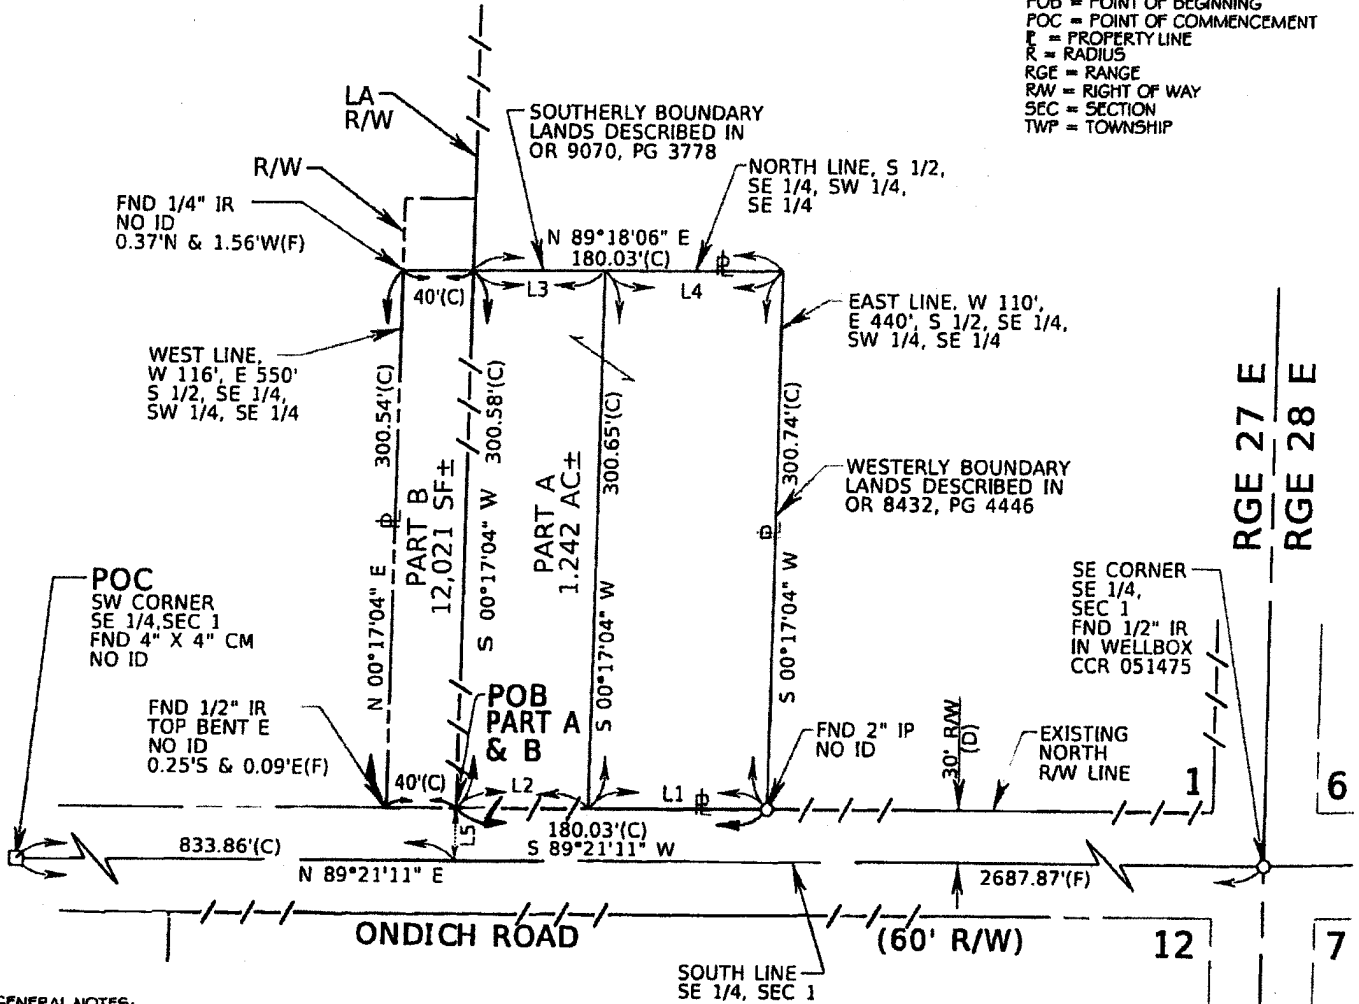 POB = POINT OF BEGINNING
POC = POINT OF COMMENCEMENT
PL = PROPERTY LINE
R = RADIUS
RGE = RANGE
R/W = RIGHT OF WAY
SEC = SECTION
TWP = TOWNSHIP
LA
R/W
SOUTHERLY BOUNDARY
LANDS DESCRIBED IN
OR 9070, PG 3778
R/W
NORTH LINE, S 1/2,
SE 1/4, SW 1/4,
SE 1/4
FND 1/4" IR
NO ID
0.37'N & 1.56'W(F)
N 89°18'06" E
180.03'(C)
PL
40'(C)
L3
L4
EAST LINE, W 110',
E 440', S 1/2, SE 1/4,
SW 1/4, SE 1/4
WEST LINE,
W 116', E 550'
S 1/2, SE 1/4,
SW 1/4, SE 1/4
300.54'(C)
300.58'(C)
300.65'(C)
300.74'(C)
RGE 27 E
RGE 28 E
PART B
12,021 SF±
PART A
1.242 AC±
WESTERLY BOUNDARY
LANDS DESCRIBED IN
OR 8432, PG 4446
PL
PL
N 00°17'04" E
S 00°17'04" W
S 00°17'04" W
S 00°17'04" W
POC
SW CORNER
SE 1/4,SEC 1
FND 4" X 4" CM
NO ID
SE CORNER
SE 1/4,
SEC 1
FND 1/2" IR
IN WELLBOX
CCR 051475
FND 1/2" IR
TOP BENT E
NO ID
0.25'S & 0.09'E(F)
POB
PART A
& B
FND 2" IP
NO ID
30' R/W
(D)
EXISTING
NORTH
R/W LINE
1
6
40'(C)
L2
L1
PL
L5
833.86'(C)
180.03'(C)
S 89°21'11" W
N 89°21'11" E
2687.87'(F)
ONDICH ROAD
(60' R/W)
12
7
SOUTH LINE
SE 1/4, SEC 1
GENERAL NOTES: